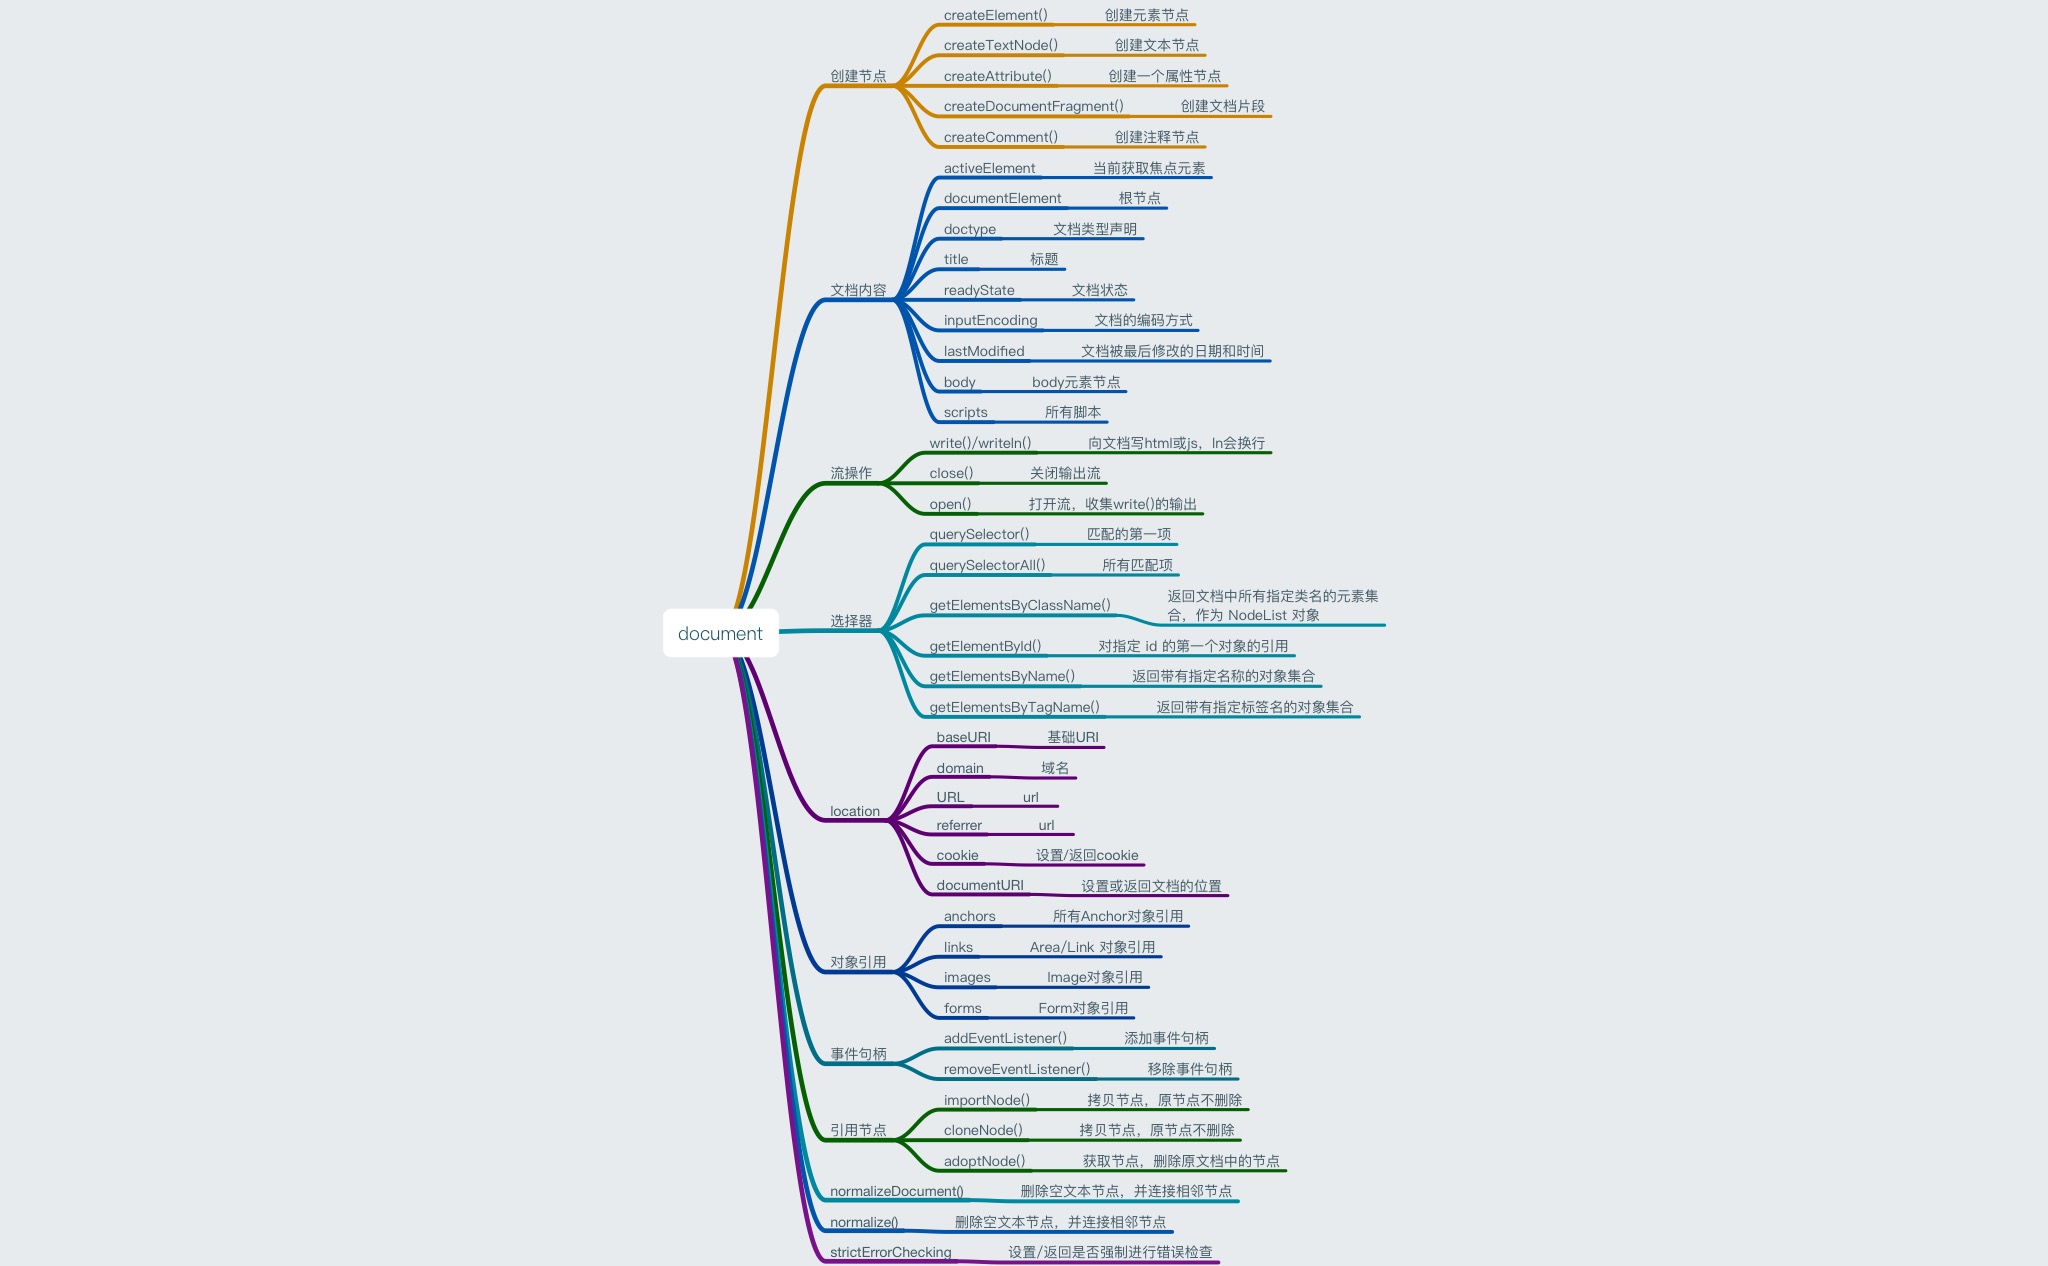 createElement() 创建元素节点
createTextNode() 创建文本节点
创建节点
createAttribute() 创建一个属性节点
createDocumentFragment() 创建文档片段
createComment() 创建注释节点
activeElement 当前获取焦点元素
documentElement 根节点
doctype 文档类型声明
title 标题
文档内容
readyState 文档状态
inputEncoding 文档的编码方式
lastModified 文档被最后修改的日期和时间
body body元素节点
scripts 所有脚本
write()/writeln() 向文档写html或js，ln会换行
流操作
close() 关闭输出流
open() 打开流，收集write()的输出
querySelector() 匹配的第一项
querySelectorAll() 所有匹配项
getElementsByClassName() 返回文档中所有指定类名的元素集
合，作为 NodeList 对象
选择器
document
getElementById() 对指定 id 的第一个对象的引用
getElementsByName() 返回带有指定名称的对象集合
getElementsByTagName() 返回带有指定标签名的对象集合
baseURI 基础URI
domain 域名
URL url
location
referrer url
cookie 设置/返回cookie
documentURI 设置或返回文档的位置
anchors 所有Anchor对象引用
links Area/Link 对象引用
对象引用
images Image对象引用
forms Form对象引用
addEventListener() 添加事件句柄
事件句柄
removeEventListener() 移除事件句柄
importNode() 拷贝节点，原节点不删除
引用节点
cloneNode() 拷贝节点，原节点不删除
adoptNode() 获取节点，删除原文档中的节点
normalizeDocument() 删除空文本节点，并连接相邻节点
normalize() 删除空文本节点，并连接相邻节点
strictErrorChecking 设置/返回是否强制进行错误检查